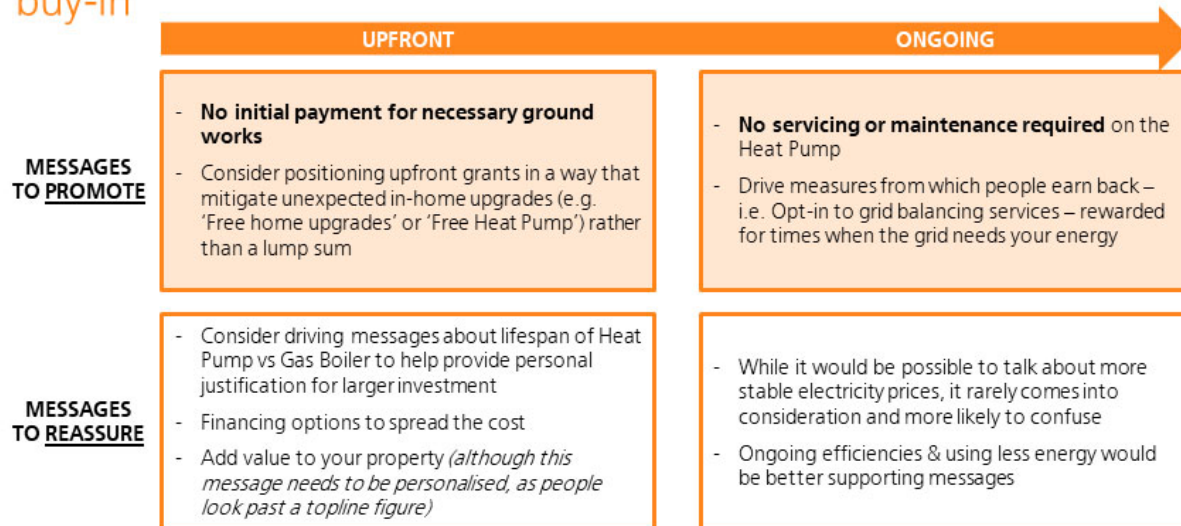 buy-in
UPFRONT
ONGOING
MESSAGES
TO PROMOTE
- No initial payment for necessary ground
works
- Consider positioning upfront grants in a way that
mitigate unexpected in-home upgrades (e.g.
'Free home upgrades' or 'Free Heat Pump') rather
than a lump sum
- No servicing or maintenance required on the
Heat Pump
- Drive measures from which people earn back –
i.e. Opt-in to grid balancing services – rewarded
for times when the grid needs your energy
MESSAGES
TO REASSURE
- Consider driving messages about lifespan of Heat
Pump vs Gas Boiler to help provide personal
justification for larger investment
- Financing options to spread the cost
- Add value to your property (although this
message needs to be personalised, as people
look past a topline figure)
- While it would be possible to talk about more
stable electricity prices, it rarely comes into
consideration and more likely to confuse
- Ongoing efficiencies & using less energy would
be better supporting messages